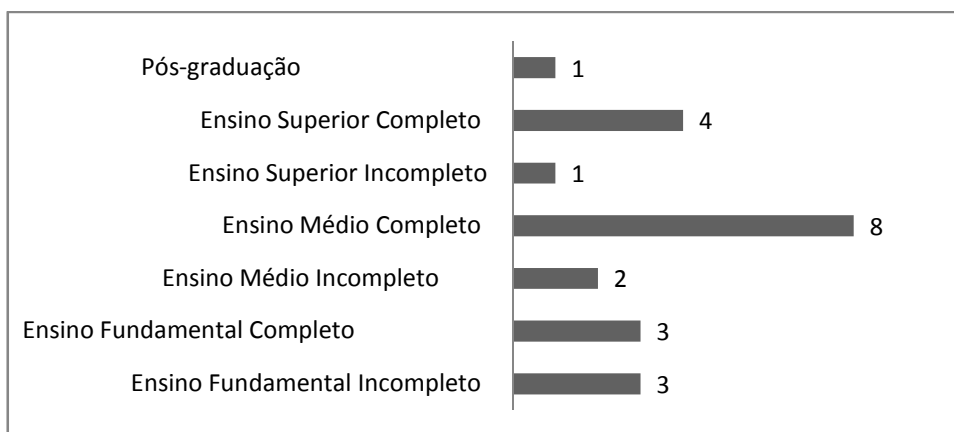 Pós-graduação 1
Ensino Superior Completo 4
Ensino Superior Incompleto 1
Ensino Médio Completo 8
Ensino Médio Incompleto 2
Ensino Fundamental Completo 3
Ensino Fundamental Incompleto 3